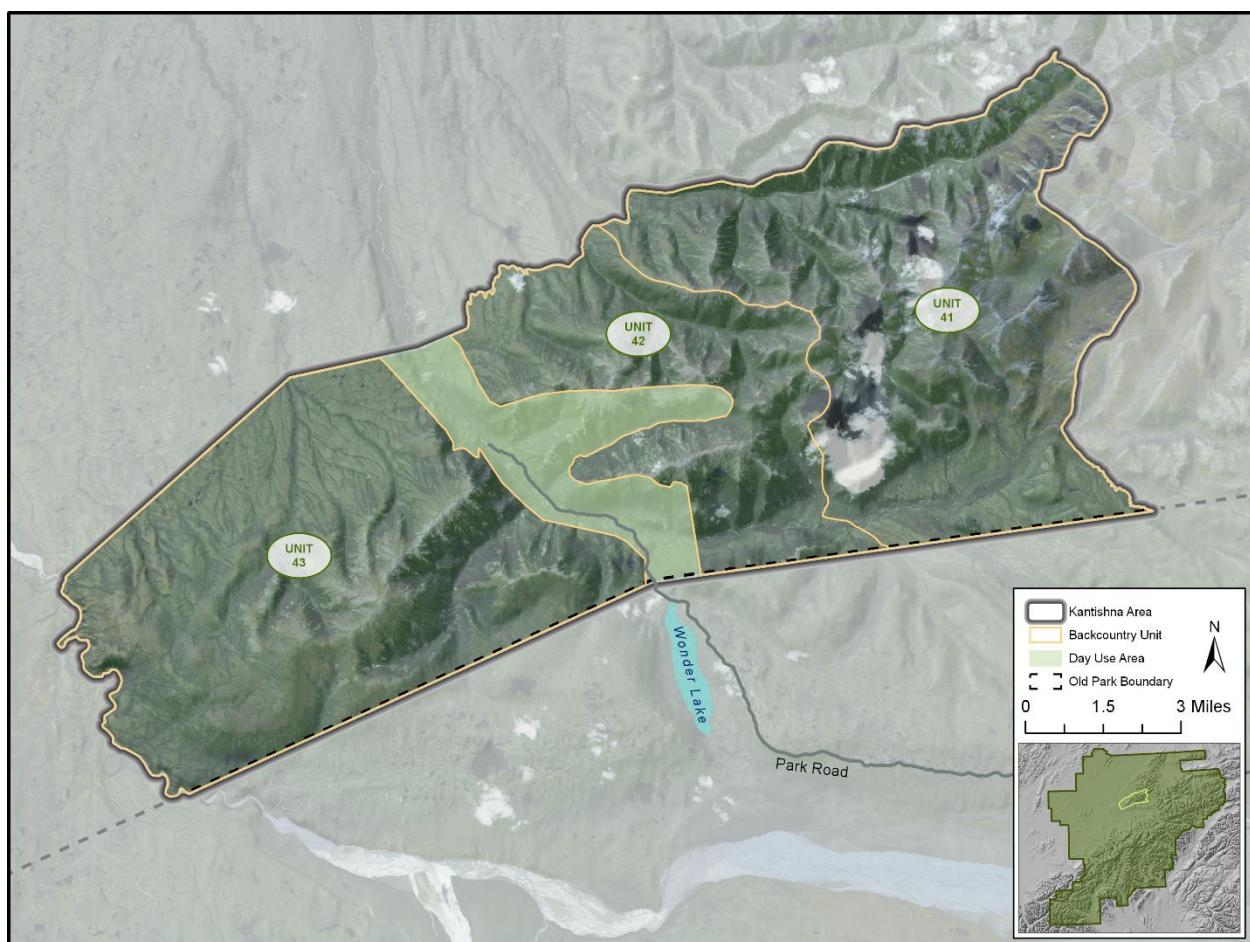 UNIT
41
UNIT
42
UNIT
43
Wonder Lake
Park Road
Kantishna Area
Backcountry Unit
Day Use Area
Old Park Boundary
N
0 1.5 3 Miles